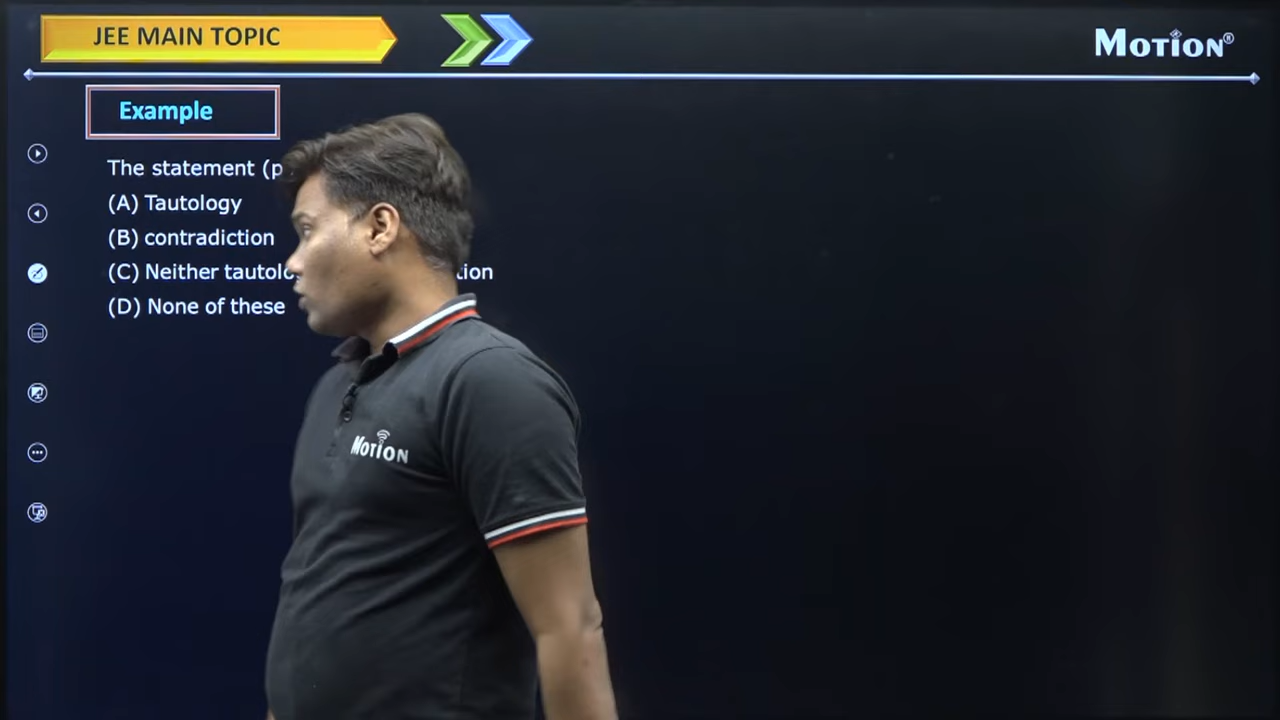 JEE MAIN TOPIC
MOTION®
Example
The statement (p
(A) Tautology
(B) contradiction
(C) Neither tautolo tion
(D) None of these
MOTION